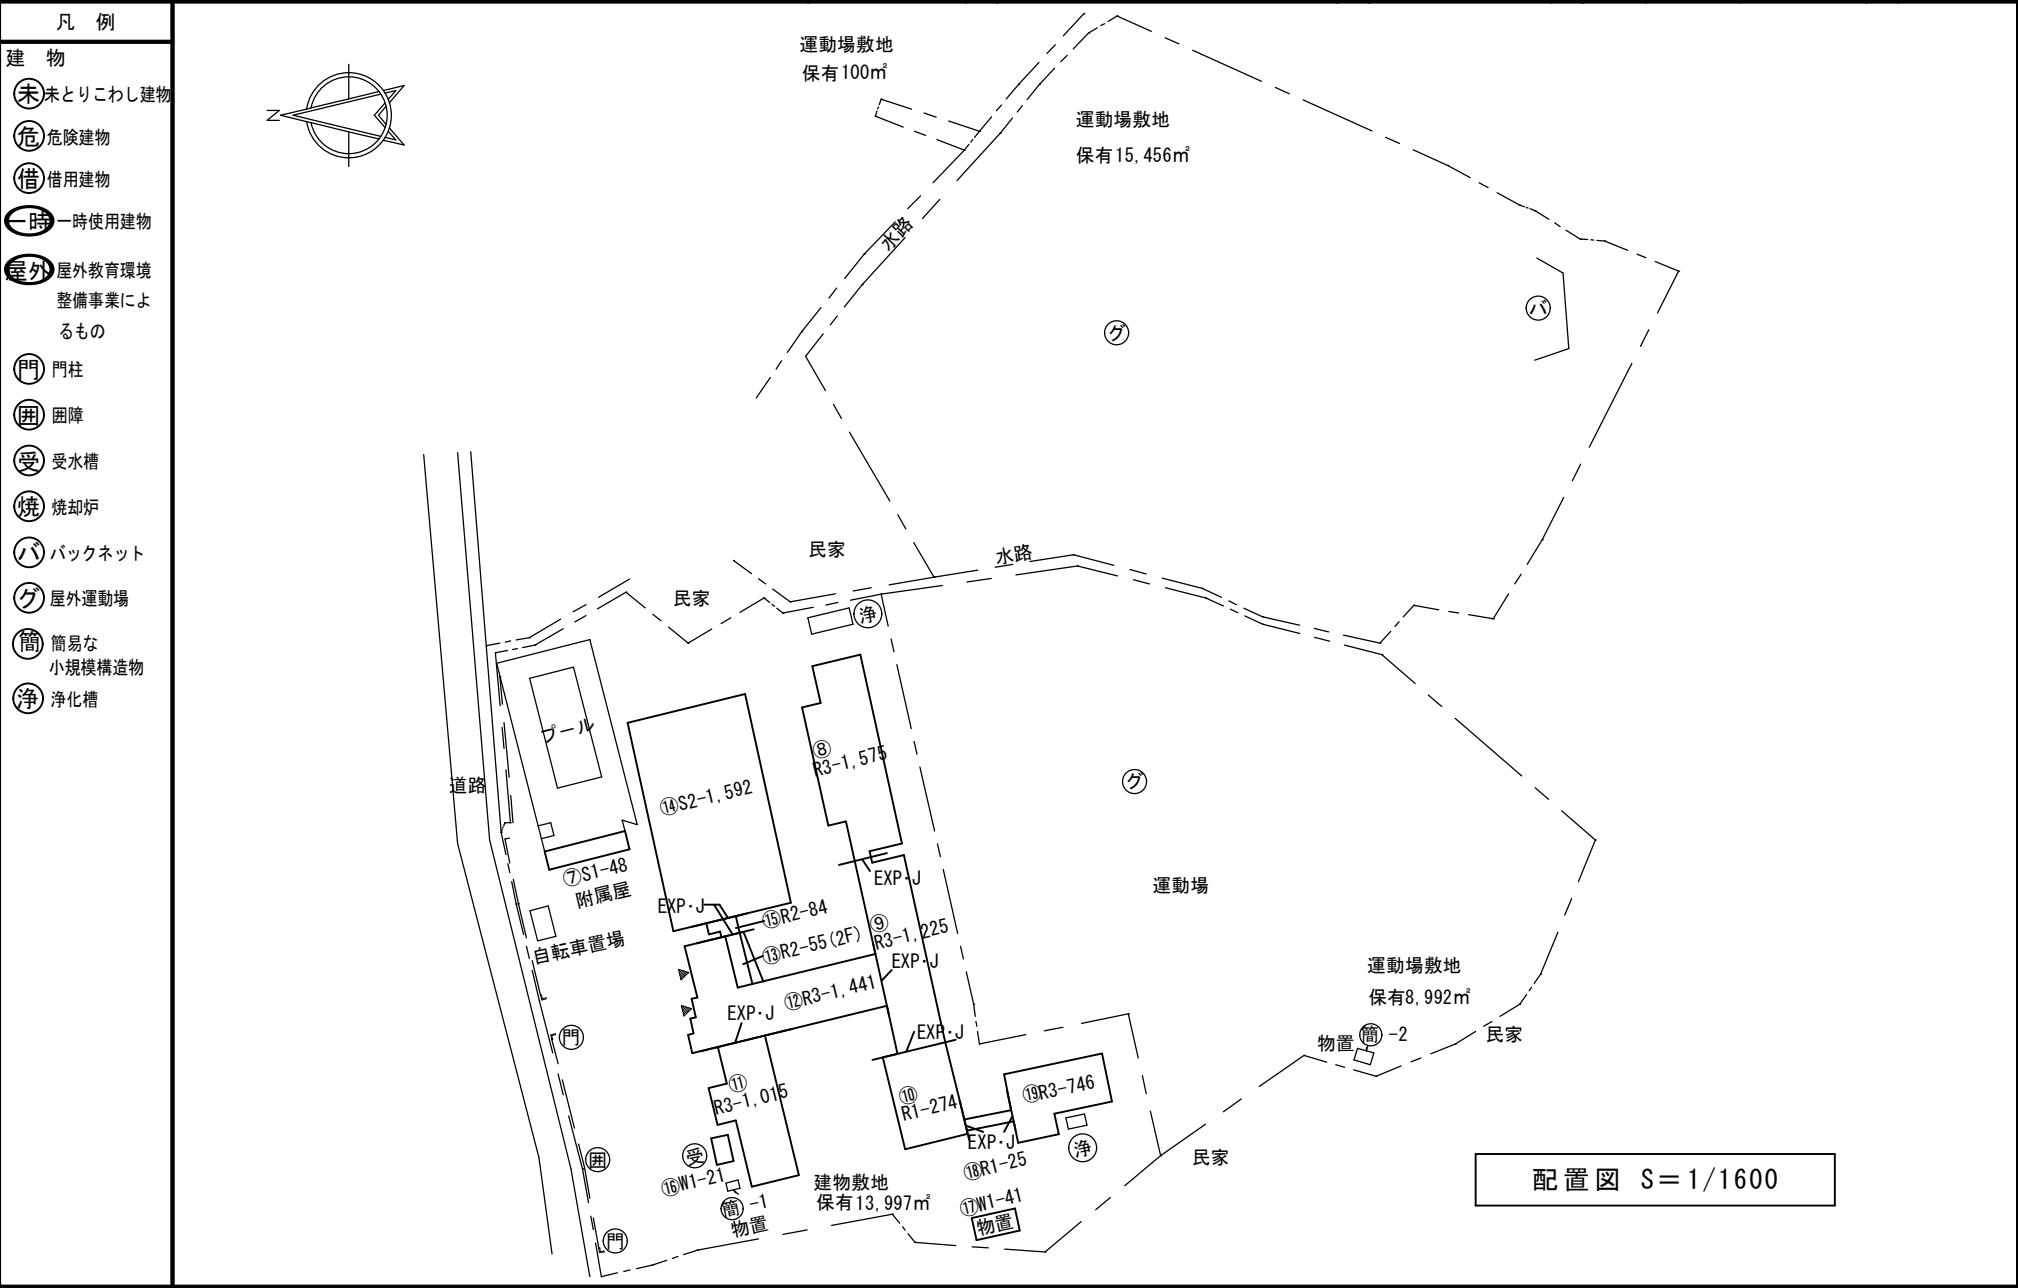 凡 例
建 物
未 未とりこわし建物
危 危険建物
借 借用建物
一時 一時使用建物
屋外 屋外教育環境
整備事業によ
るもの
門 門柱
囲 囲障
受 受水槽
焼 焼却炉
バ バックネット
グ 屋外運動場
簡 簡易な
小規模構造物
浄 浄化槽
N
運動場敷地
保有100㎡
運動場敷地
保有15,456㎡
水路
バ
グ
民家
水路
民家
浄
プール
道路
⑧
R3-1,575
⑭S2-1,592
グ
⑦S1-48
附属屋
EXP・J
EXP・J
⑮R2-84
運動場
⑨
R3-1,225
⑬R2-55(2F)
自転車置場
EXP・J
運動場敷地
保有8,992㎡
⑫R3-1,441
EXP・J
EXP・J
門
物置 簡 -2
民家
⑪
R3-1,015
⑩
R1-274
⑲R3-746
EXP・J
浄
受
囲
⑯W1-21
⑱R1-25
民家
建物敷地
保有13,997㎡
簡 -1
物置
⑰W1-41
物置
門
配置図 S=1/1600